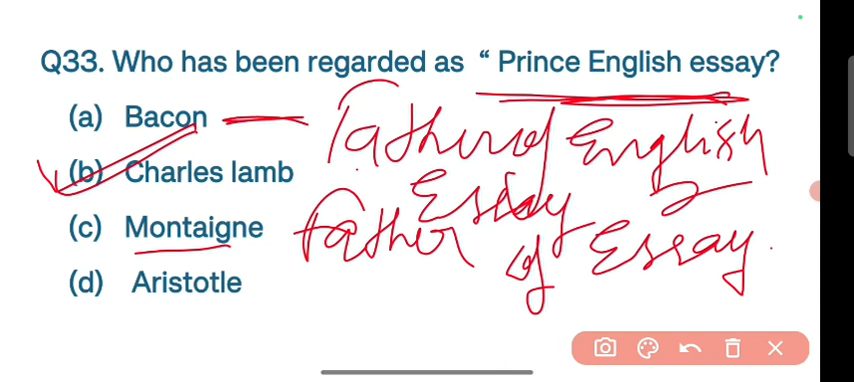 Q33. Who has been regarded as “ Prince English essay?
(a) Bacon
Father of English
Essay
(b) Charles lamb
(c) Montaigne
father of Essay.
(d) Aristotle